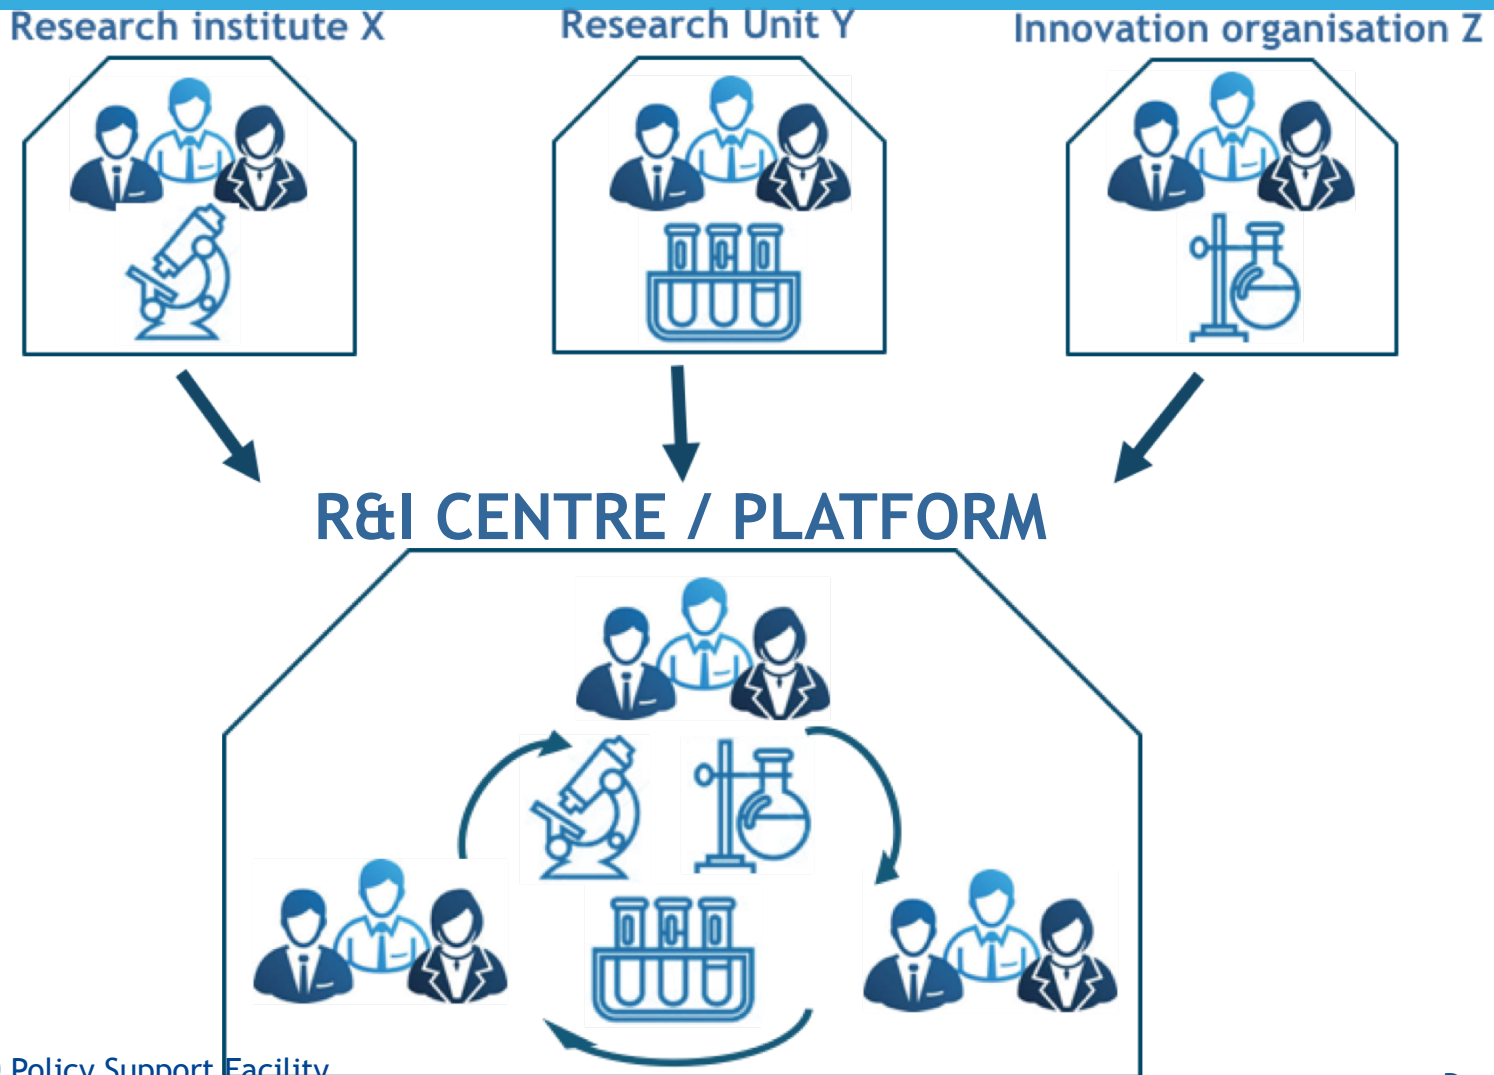 Research institute X
Research Unit Y
Innovation organisation Z
R&I CENTRE / PLATFORM
Policy Support Facility